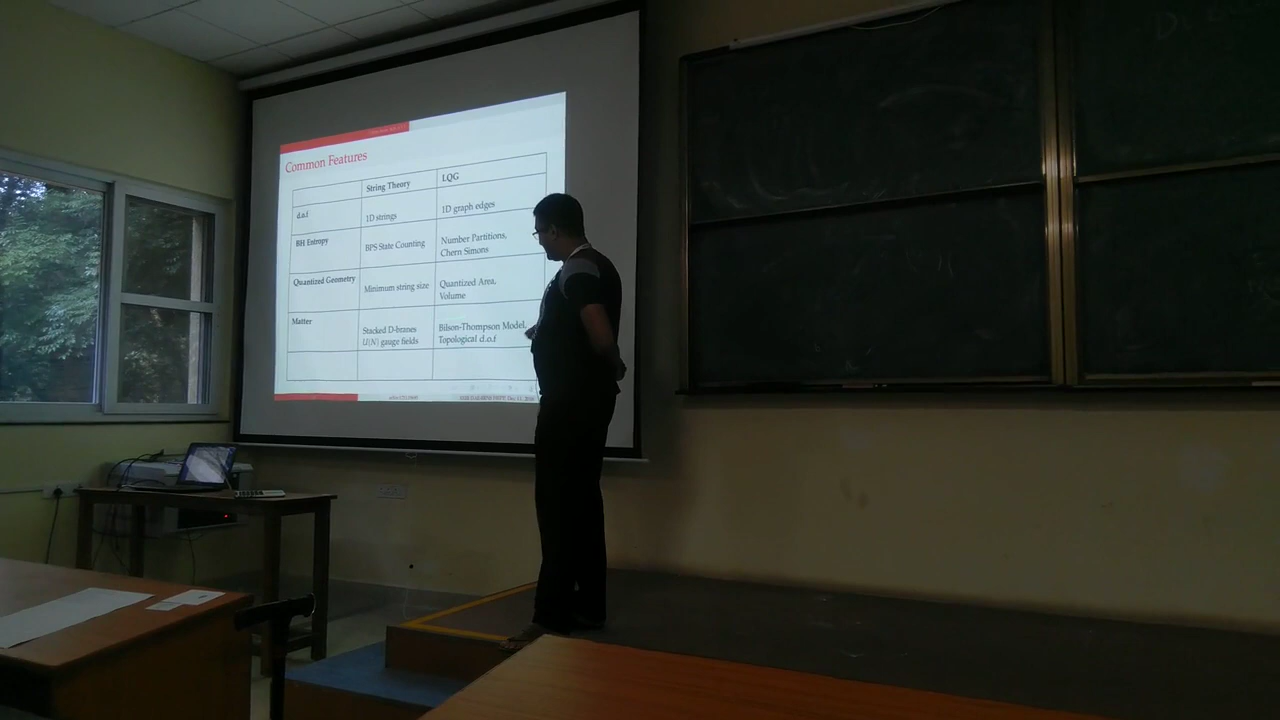 Common Features
String Theory LQG
d.o.f 1D strings 1D graph edges
BH Entropy BPS State Counting Number Partitions,
Chern Simons
Quantized Geometry Minimum string size Quantized Area,
Volume
Matter Stacked D-branes Bilson-Thompson Model,
U(N) gauge fields Topological d.o.f